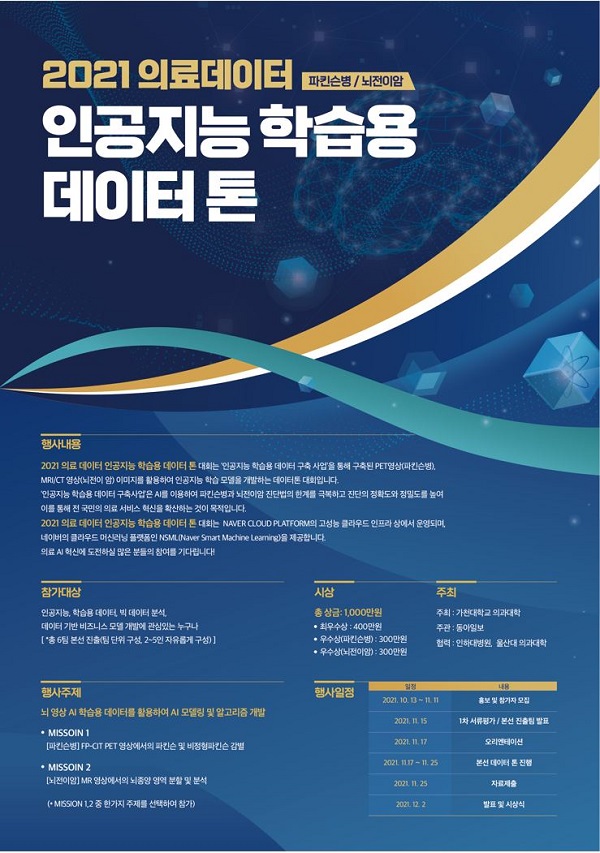 2021 의료데이터 파킨슨병 / 뇌전이암
인공지능 학습용
데이터 톤
행사내용
2021 의료 데이터 인공지능 학습용 데이터 톤 대회는 '인공지능 학습용 데이터 구축 사업'을 통해 구축된 PET영상(파킨슨병),
MRI/CT 영상(뇌전이 암) 이미지를 활용하여 인공지능 학습 모델을 개발하는 데이터톤 대회입니다.
'인공지능 학습용 데이터 구축사업'은 AI를 이용하여 파킨슨병과 뇌전이암 진단법의 한계를 극복하고 진단의 정확도와 정밀도를 높여
이를 통해 전 국민의 의료 서비스 혁신을 확산하는 것이 목적입니다.
2021 의료 데이터 인공지능 학습용 데이터 톤 대회는 NAVER CLOUD PLATFORM의 고성능 클라우드 인프라 상에서 운영되며,
네이버의 클라우드 머신러닝 플랫폼인 NSML(Naver Smart Machine Learning)을 제공합니다.
의료 AI 혁신에 도전하실 많은 분들의 참여를 기다립니다!
참가대상
인공지능, 학습용 데이터, 빅 데이터 분석,
데이터 기반 비즈니스 모델 개발에 관심있는 누구나
[ *총 6팀 본선 진출(팀 단위 구성, 2~5인 자유롭게 구성) ]
시상
총 상금: 1,000만원
• 최우수상 : 400만원
• 우수상(파킨슨병) : 300만원
• 우수상(뇌전이암) : 300만원
주최
주최 : 가천대학교 의과대학
주관 : 동아일보
협력 : 인하대병원, 울산대 의과대학
행사주제
뇌 영상 AI 학습용 데이터를 활용하여 AI 모델링 및 알고리즘 개발
• MISSOIN 1
[파킨슨병] FP-CIT PET 영상에서의 파킨슨 및 비정형파킨슨 감별
• MISSOIN 2
[뇌전이암] MR 영상에서의 뇌종양 영역 분할 및 분석
(* MISSION 1,2 중 한가지 주제를 선택하여 참가)
행사일정
일정 내용
2021. 10. 13 ~ 11. 11 홍보 및 참가자 모집
2021. 11. 15 1차 서류평가 / 본선 진출팀 발표
2021. 11. 17 오리엔테이션
2021. 11.17 ~ 11. 25 본선 데이터 톤 진행
2021. 11. 25 자료제출
2021. 12. 2 발표 및 시상식